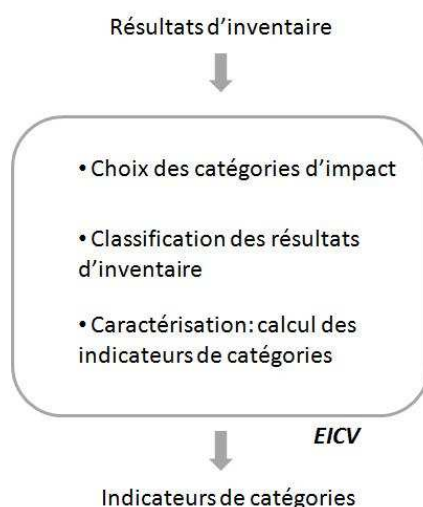 Résultats d'inventaire
• Choix des catégories d'impact
• Classification des résultats
d'inventaire
• Caractérisation: calcul des
indicateurs de catégories
EICV
Indicateurs de catégories